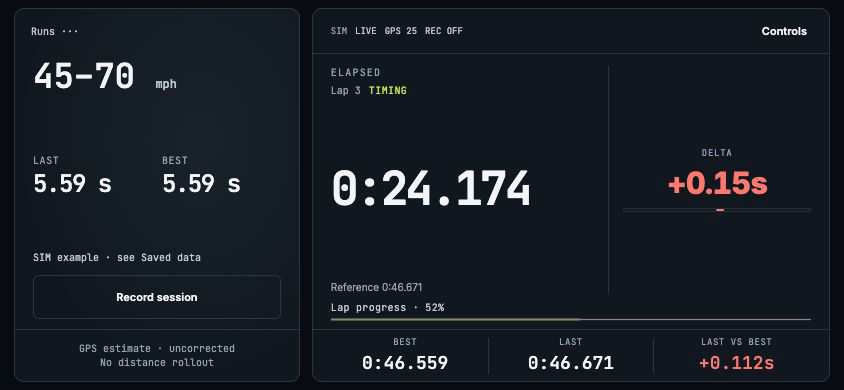 Runs ···
45–70 mph
LAST BEST
5.59 s 5.59 s
SIM example · see Saved data
Record session
GPS estimate · uncorrected
No distance rollout
SIM LIVE GPS 25 REC OFF Controls
ELAPSED
Lap 3 TIMING
0:24.174
DELTA
+0.15s
Reference 0:46.671
Lap progress · 52%
BEST LAST LAST VS BEST
0:46.559 0:46.671 +0.112s